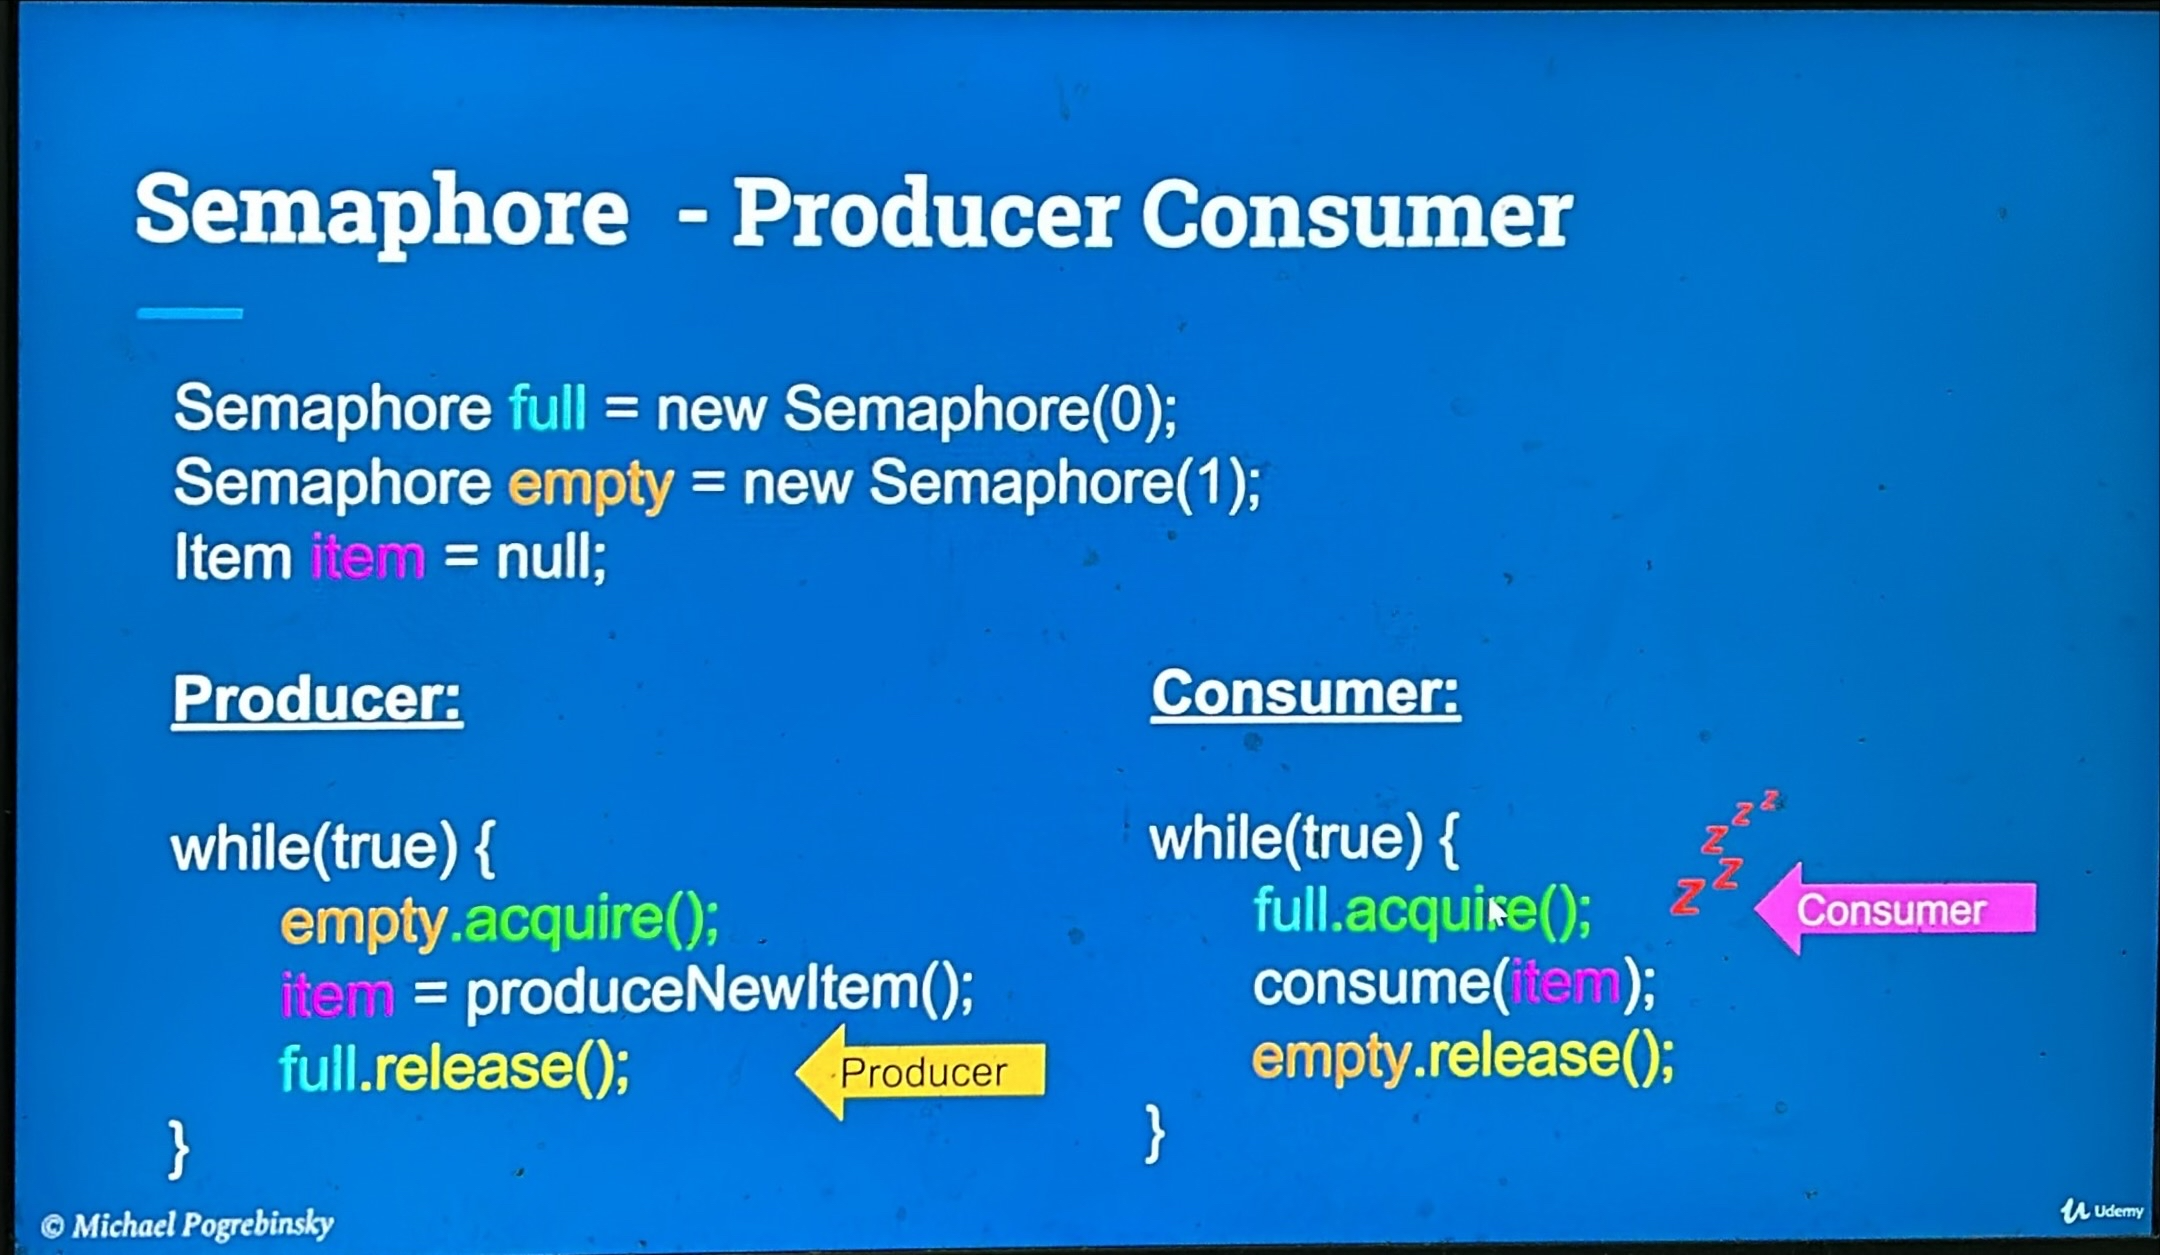 Semaphore - Producer Consumer
Semaphore full = new Semaphore(0);
Semaphore empty = new Semaphore(1);
Item item = null;
Producer:
while(true) {
empty.acquire();
item = produceNewItem();
full.release();
}
Producer
Consumer:
while(true) {
full.acquire();
consume(item);
empty.release();
}
z z z z z
Consumer
© Michael Pogrebinsky
Udemy